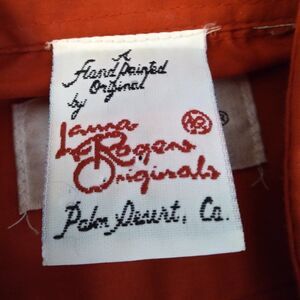 A
Hand Painted
Original
by
Laura
Rogers
Originals
Palm Desert, Ca.
®